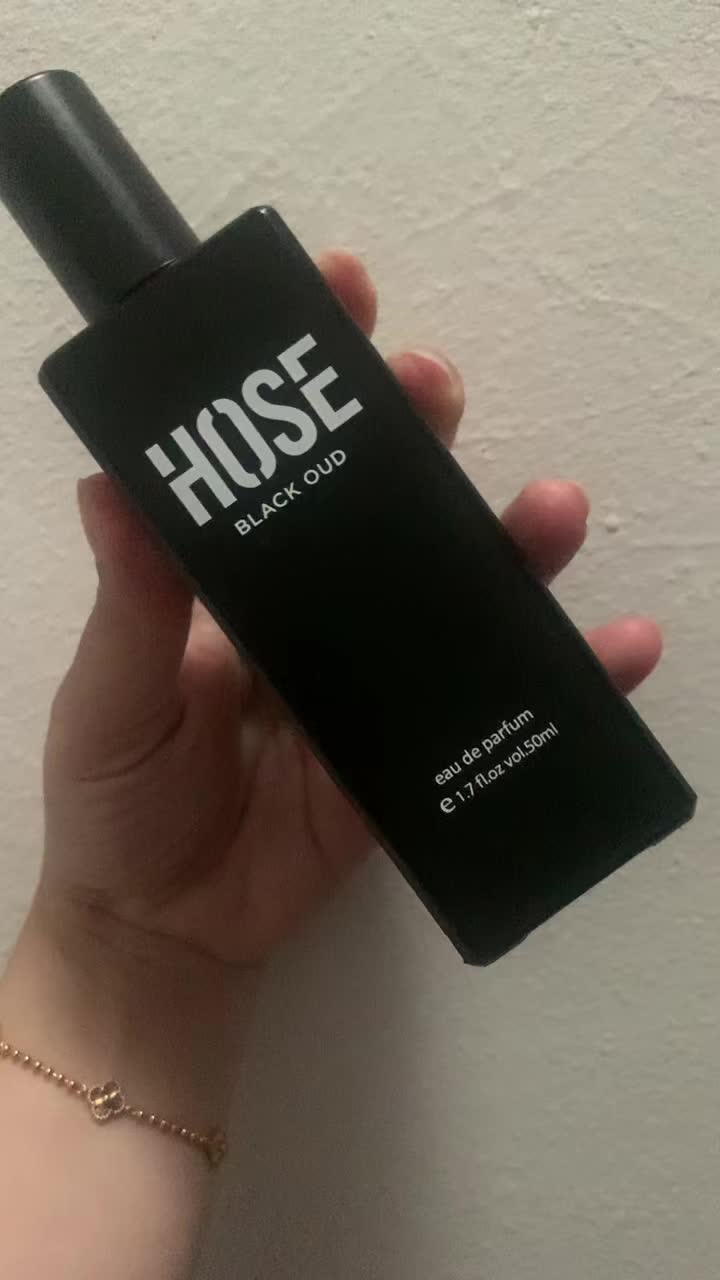 HOSE
BLACK OUD
eau de parfum
℮ 1.7 fl.oz vol.50ml